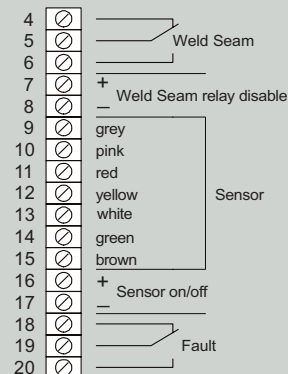 4
5 Weld Seam
6
7 +
Weld Seam relay disable
8 –
9 grey
10 pink
11 red
12 yellow Sensor
13 white
14 green
15 brown
16 +
Sensor on/off
17 –
18
19 Fault
20